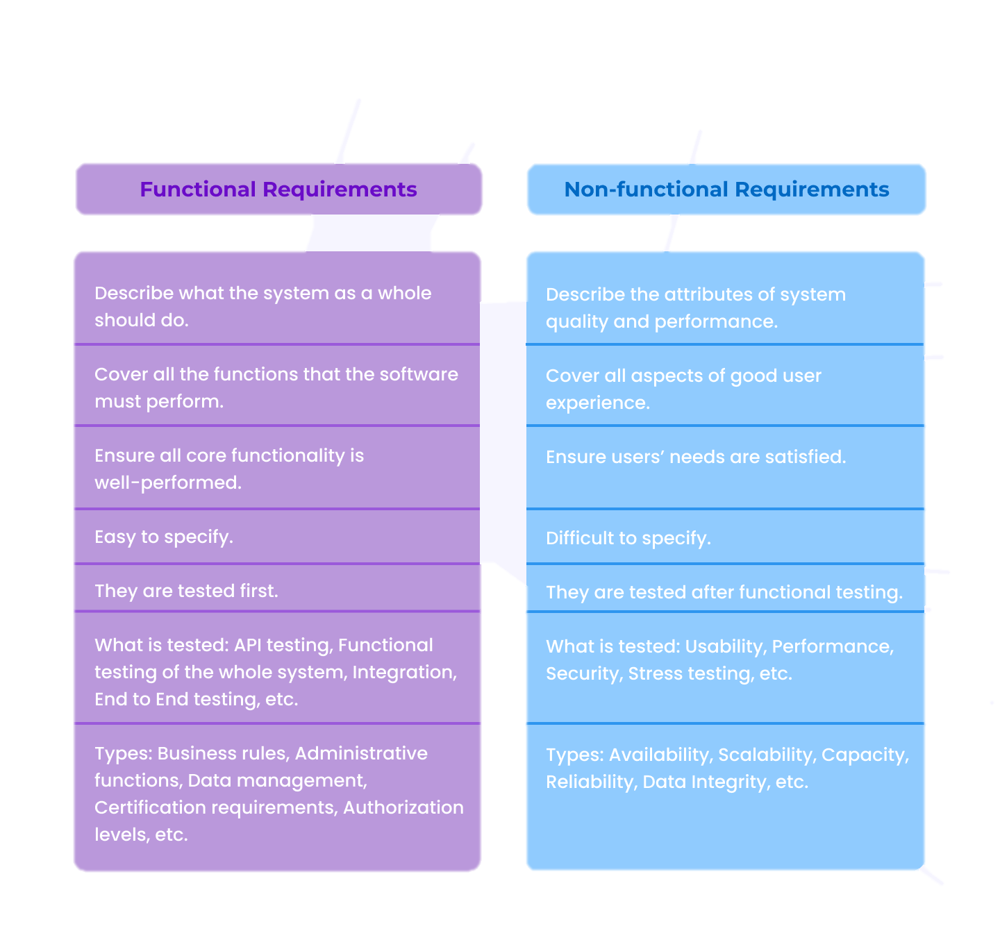 Functional Requirements
Describe what the system as a whole
should do.
Cover all the functions that the software
must perform.
Ensure all core functionality is
well-performed.
Easy to specify.
They are tested first.
What is tested: API testing, Functional
testing of the whole system, Integration,
End to End testing, etc.
Types: Business rules, Administrative
functions, Data management,
Certification requirements, Authorization
levels, etc.
Non-functional Requirements
Describe the attributes of system
quality and performance.
Cover all aspects of good user
experience.
Ensure users’ needs are satisfied.
Difficult to specify.
They are tested after functional testing.
What is tested: Usability, Performance,
Security, Stress testing, etc.
Types: Availability, Scalability, Capacity,
Reliability, Data Integrity, etc.